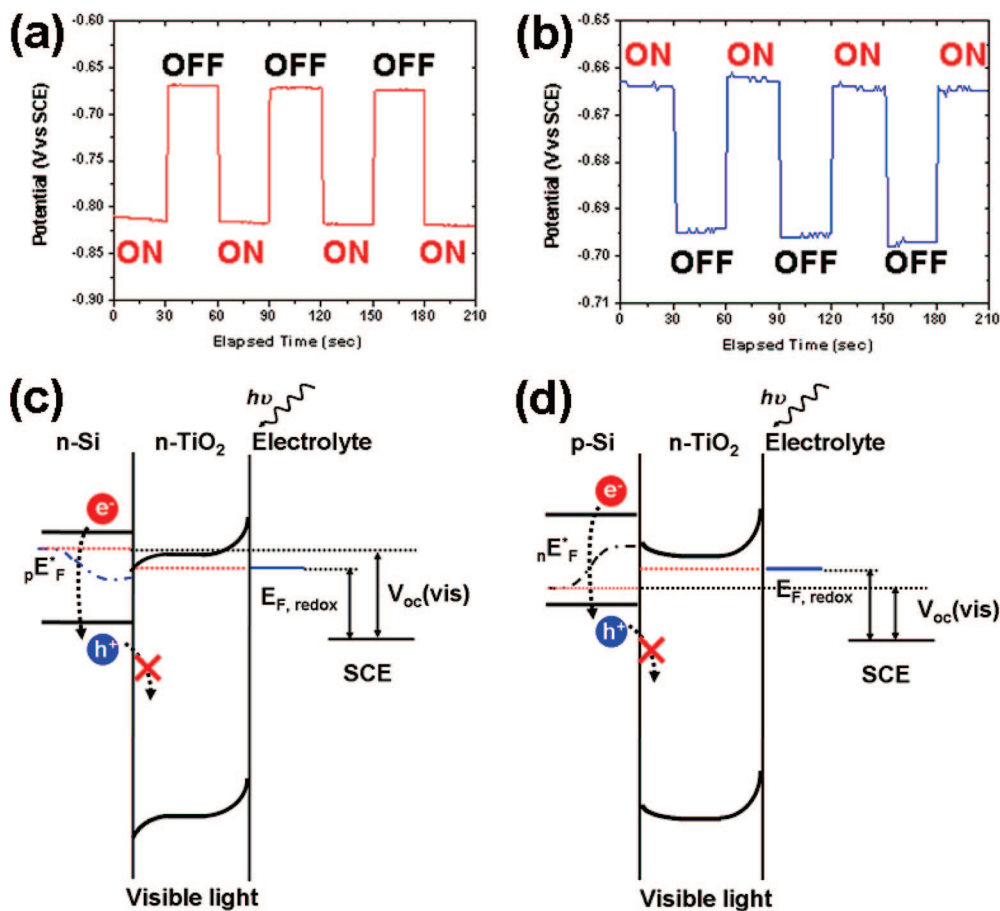 (a)
-0.60
-0.65
-0.70
-0.75
-0.80
-0.85
-0.90
Potential (V vs SCE)
OFF OFF OFF
ON ON ON ON
0 30 60 90 120 150 180 210
Elapsed Time (sec)
(b)
-0.65
-0.66
-0.67
-0.68
-0.69
-0.70
-0.71
Potential (V vs SCE)
ON ON ON ON
OFF OFF OFF
0 30 60 90 120 150 180 210
Elapsed Time (sec)
(c)
hυ
n-Si n-TiO2 Electrolyte
e-
pE*F
EF, redox
Voc(vis)
h+
SCE
Visible light
(d)
hυ
p-Si n-TiO2 Electrolyte
e-
nE*F
EF, redox
Voc(vis)
h+
SCE
Visible light